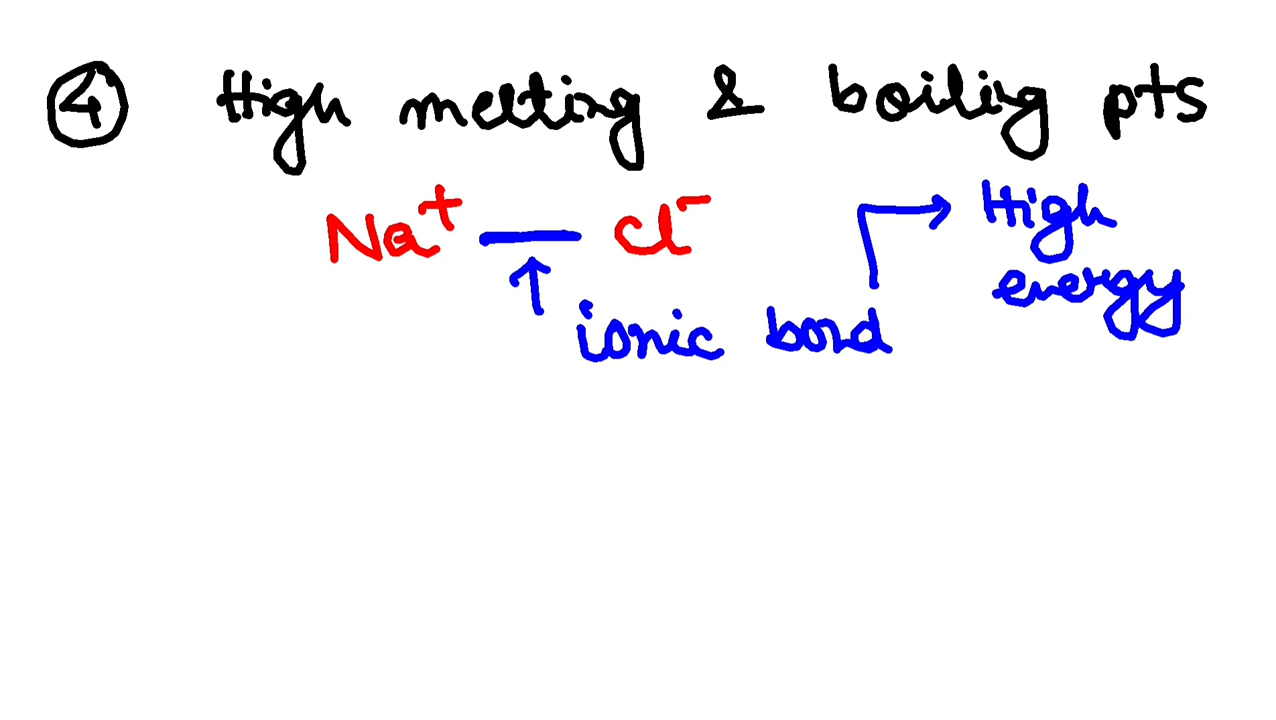 ④ High melting & boiling pts
Na⁺ — Cl⁻
High
energy
ionic bond